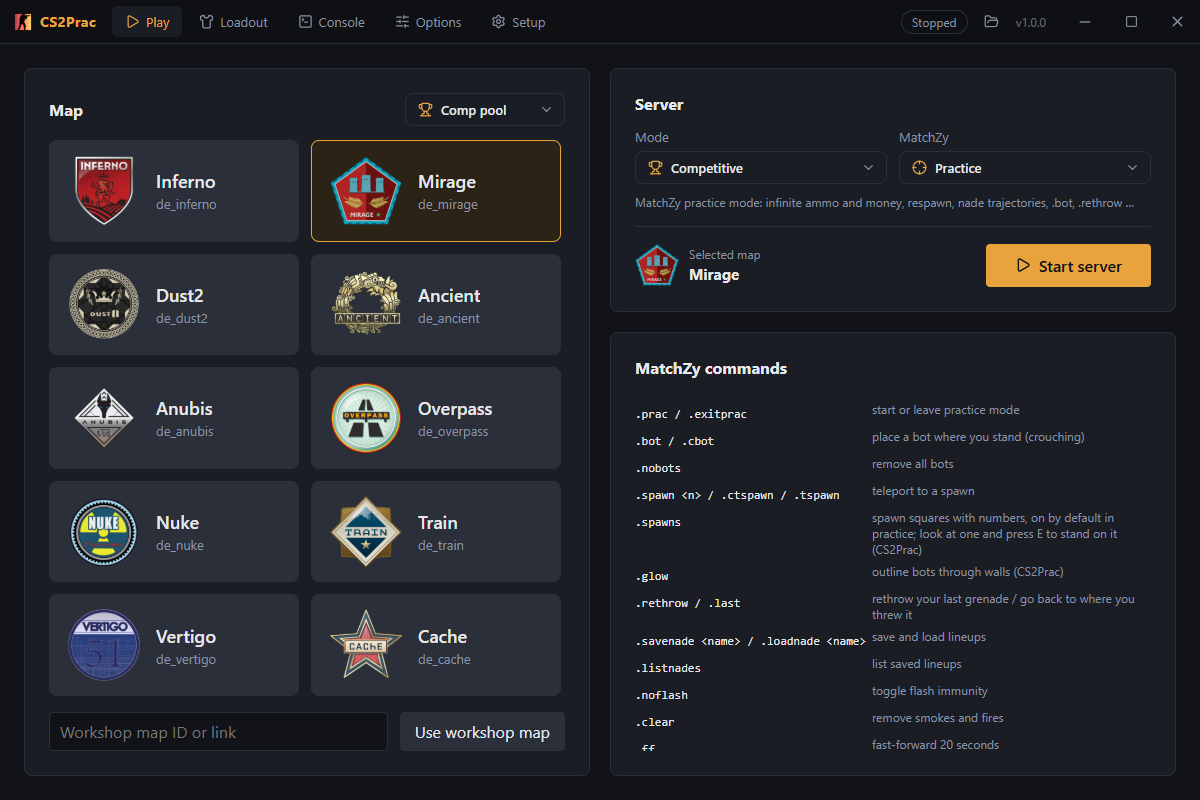 CS2Prac
Play
Loadout
Console
Options
Setup
Stopped
v1.0.0
Map
Comp pool
INFERNO
Inferno
de_inferno
MIRAGE
Mirage
de_mirage
DUST II
Dust2
de_dust2
ANCIENT
Ancient
de_ancient
ANUBIS
Anubis
de_anubis
OVERPASS
Overpass
de_overpass
NUKE
Nuke
de_nuke
TRAIN
Train
de_train
VERTIGO
51
Vertigo
de_vertigo
CACHE
Cache
de_cache
Workshop map ID or link
Use workshop map
Server
Mode
MatchZy
Competitive
Practice
MatchZy practice mode: infinite ammo and money, respawn, nade trajectories, .bot, .rethrow ...
MIRAGE
Selected map
Mirage
Start server
MatchZy commands
.prac / .exitprac
start or leave practice mode
.bot / .cbot
place a bot where you stand (crouching)
.nobots
remove all bots
.spawn <n> / .ctspawn / .tspawn
teleport to a spawn
.spawns
spawn squares with numbers, on by default in
practice; look at one and press E to stand on it
(CS2Prac)
.glow
outline bots through walls (CS2Prac)
.rethrow / .last
rethrow your last grenade / go back to where you
threw it
.savenade <name> / .loadnade <name>
save and load lineups
.listnades
list saved lineups
.noflash
toggle flash immunity
.clear
remove smokes and fires
.ff
fast-forward 20 seconds